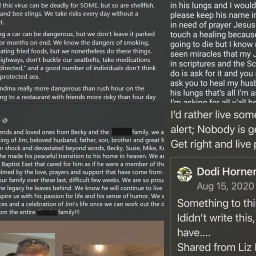 l this virus can be deadly for SOME, but so are shellfish.
and bee stings. We take risks every day without a
t.
g a car can be dangerous, but we don't leave it parked
or months on end. We know the dangers of smoking,
ating fried foods, but we nonetheless do these things.
highways, don't buckle our seatbelts, take medications
directed," and a good number of individuals don't think
protected sex.
andma really more dangerous than rush hour on the
ng to a restaurant with friends more risky than four day
iends and loved ones from Becky and the family, we a
ng of Jim, beloved husband, father, son, brother and great f
n shock and devastated beyond words, Becky, Susie, Mike, K
he made his peaceful transition to his home in heaven. We ar
Baptist East that cared for him as if he were a member of the
elmed by the love, prayers and support that have come from
ur family over these last, difficult few weeks. We are so prou
he legacy he leaves behind. We know he will continue to live
pire us with his passion for life and his sense of humor. We w
ces and a celebration of Jim's life once we can work out the d
om the entire family!!!
in his lungs and I would
please keep his name in
in need of prayer Jesus
touch a healing because
going to die but I know i
seen miracles that my J
in scriptures and the Sc
do is ask for it and you
ask you to heal my husb
his lungs that's all I'm a
I'm asking for all y'all be
I'd rather live some
alert; Nobody is g
Get right and live p
Dodi Horner
Aug 15, 2020
Something to thi
Ididn't write this,
have....
Shared from Liz